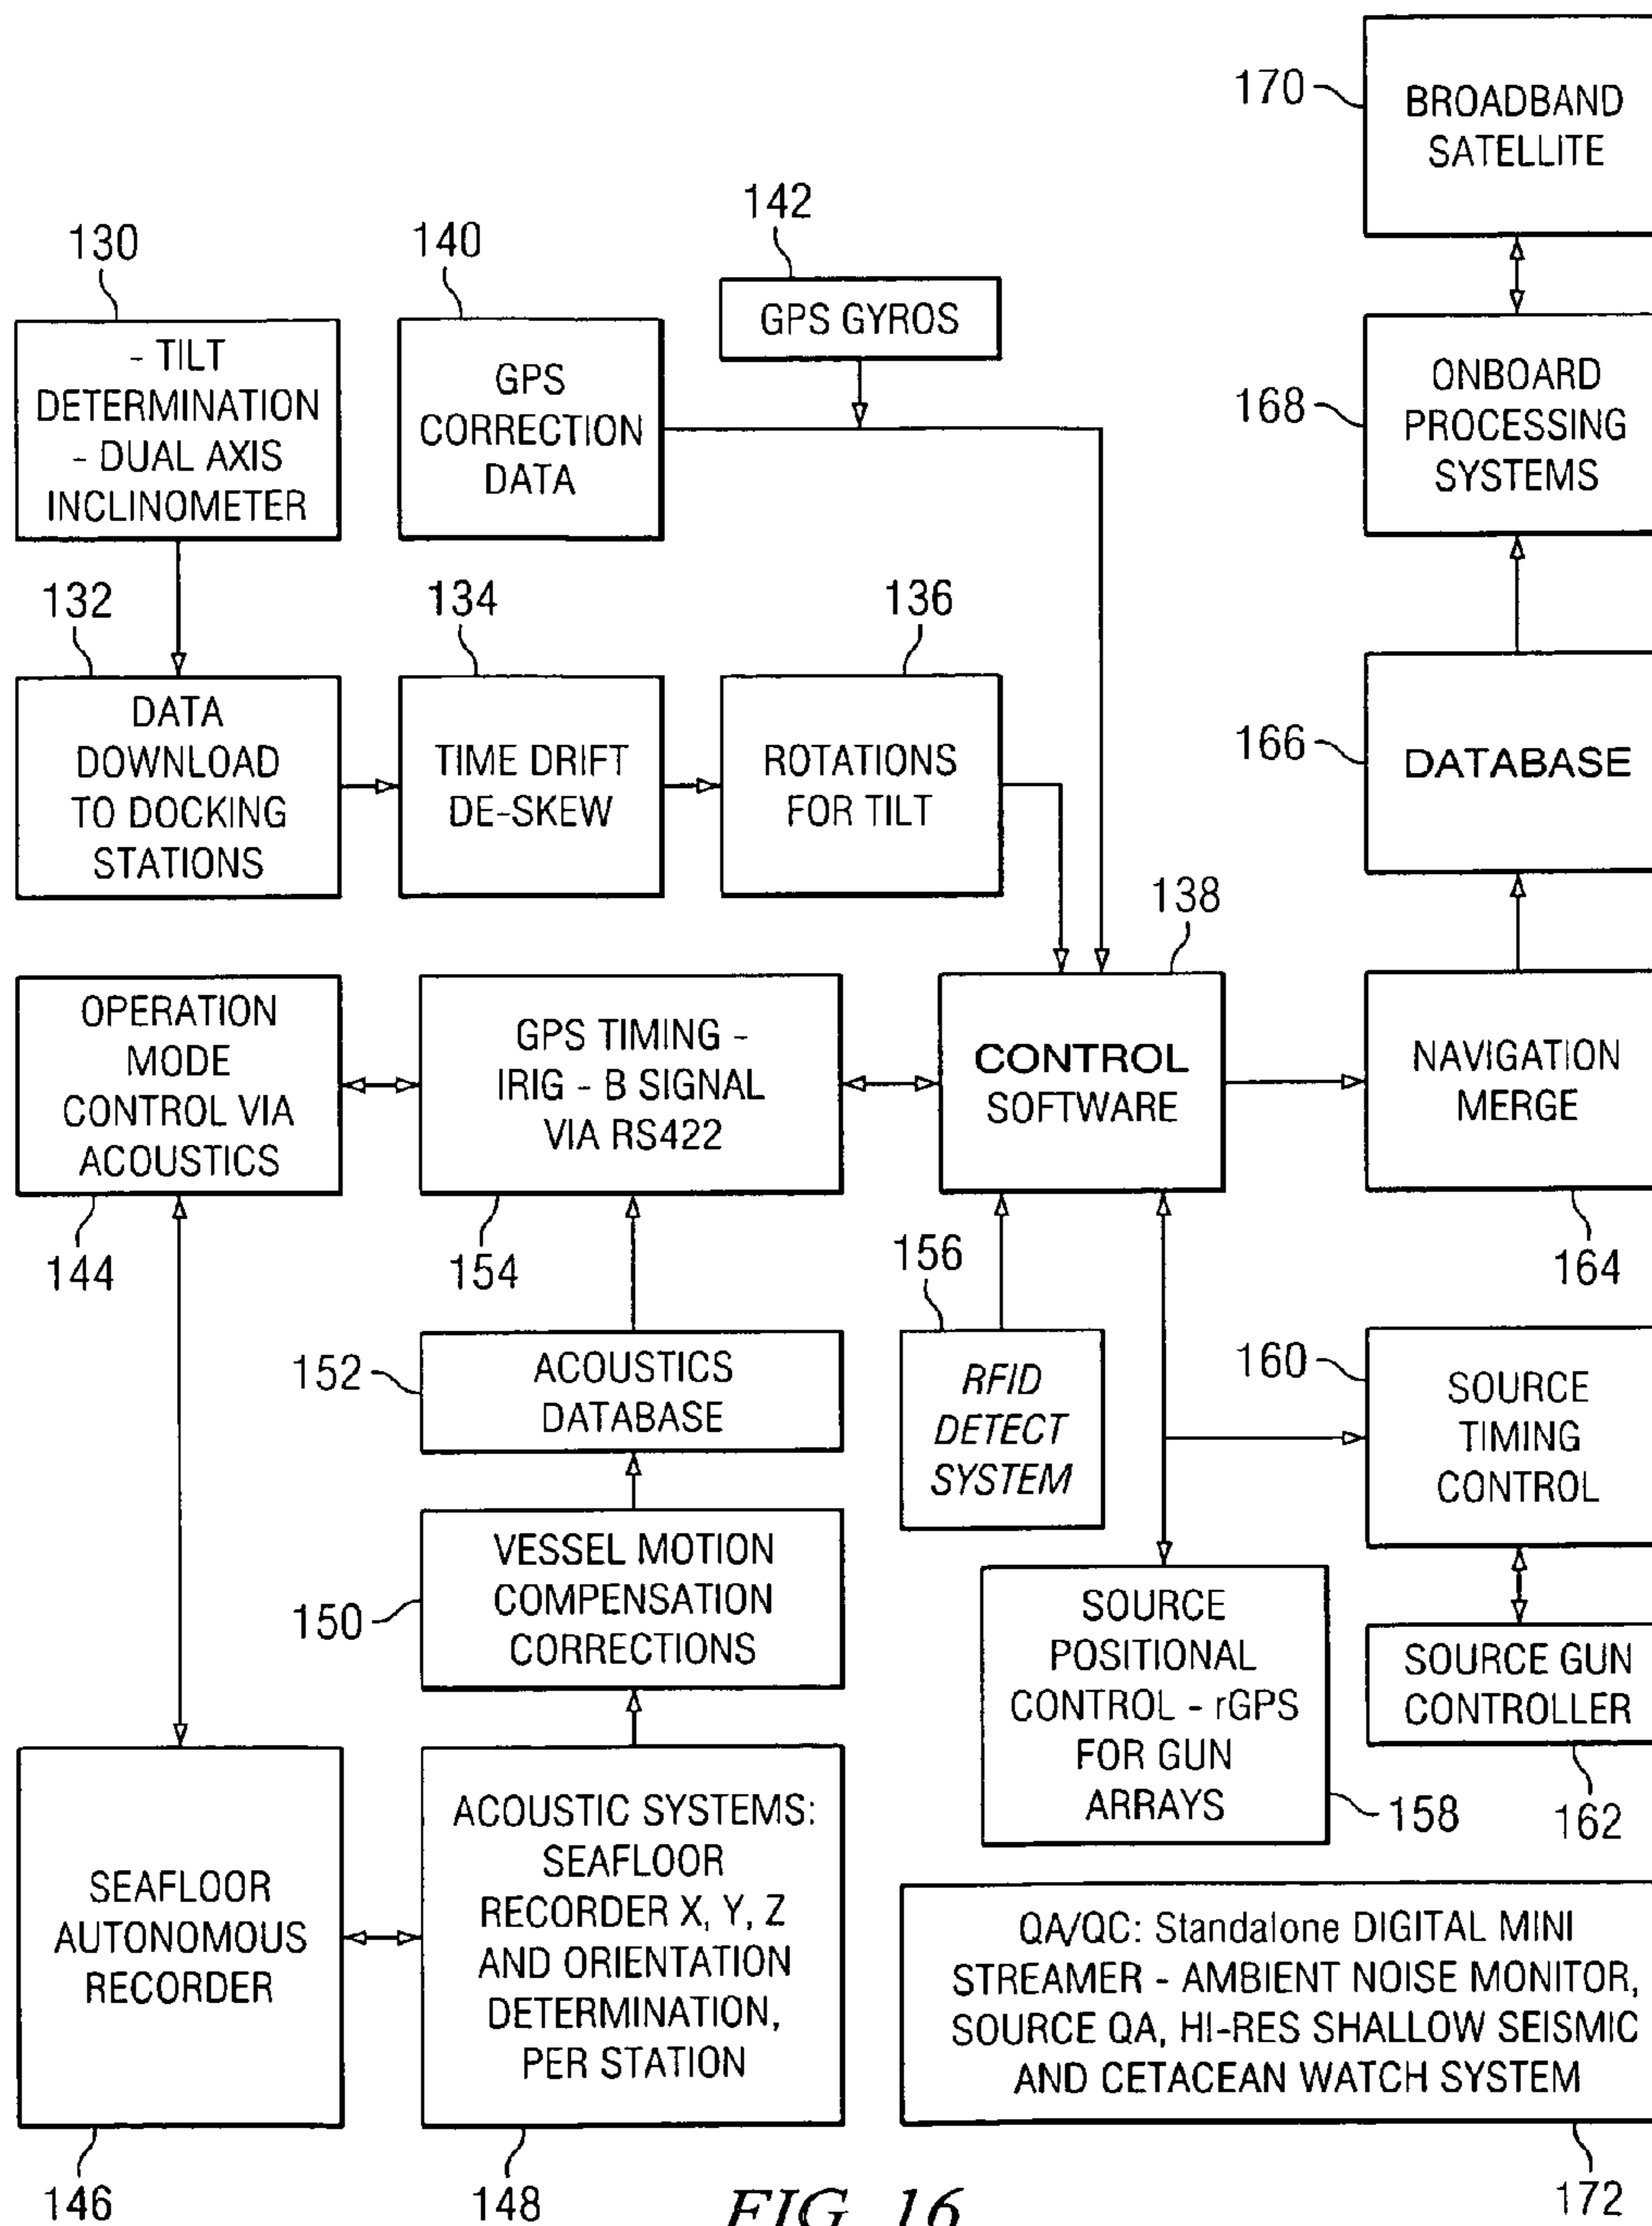 170
BROADBAND
SATELLITE
142
GPS GYROS
130
- TILT
DETERMINATION
- DUAL AXIS
INCLINOMETER
140
GPS
CORRECTION
DATA
168
ONBOARD
PROCESSING
SYSTEMS
132
DATA
DOWNLOAD
TO DOCKING
STATIONS
134
TIME DRIFT
DE-SKEW
136
ROTATIONS
FOR TILT
166
DATABASE
138
CONTROL
SOFTWARE
OPERATION
MODE
CONTROL VIA
ACOUSTICS
144
GPS TIMING -
IRIG - B SIGNAL
VIA RS422
154
NAVIGATION
MERGE
164
152
ACOUSTICS
DATABASE
156
RFID
DETECT
SYSTEM
160
SOURCE
TIMING
CONTROL
150
VESSEL MOTION
COMPENSATION
CORRECTIONS
SOURCE
POSITIONAL
CONTROL - rGPS
FOR GUN
ARRAYS
158
SOURCE GUN
CONTROLLER
162
SEAFLOOR
AUTONOMOUS
RECORDER
146
ACOUSTIC SYSTEMS:
SEAFLOOR
RECORDER X, Y, Z
AND ORIENTATION
DETERMINATION,
PER STATION
148
QA/QC: Standalone DIGITAL MINI
STREAMER - AMBIENT NOISE MONITOR,
SOURCE QA, HI-RES SHALLOW SEISMIC
AND CETACEAN WATCH SYSTEM
172
FIG. 16